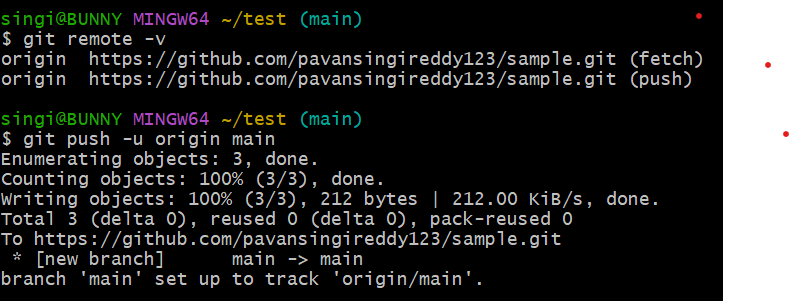 singi@BUNNY MINGW64 ~/test (main)
$ git remote -v
origin  https://github.com/pavansingireddy123/sample.git (fetch)
origin  https://github.com/pavansingireddy123/sample.git (push)
singi@BUNNY MINGW64 ~/test (main)
$ git push -u origin main
Enumerating objects: 3, done.
Counting objects: 100% (3/3), done.
Writing objects: 100% (3/3), 212 bytes | 212.00 KiB/s, done.
Total 3 (delta 0), reused 0 (delta 0), pack-reused 0
To https://github.com/pavansingireddy123/sample.git
 * [new branch]      main -> main
branch 'main' set up to track 'origin/main'.